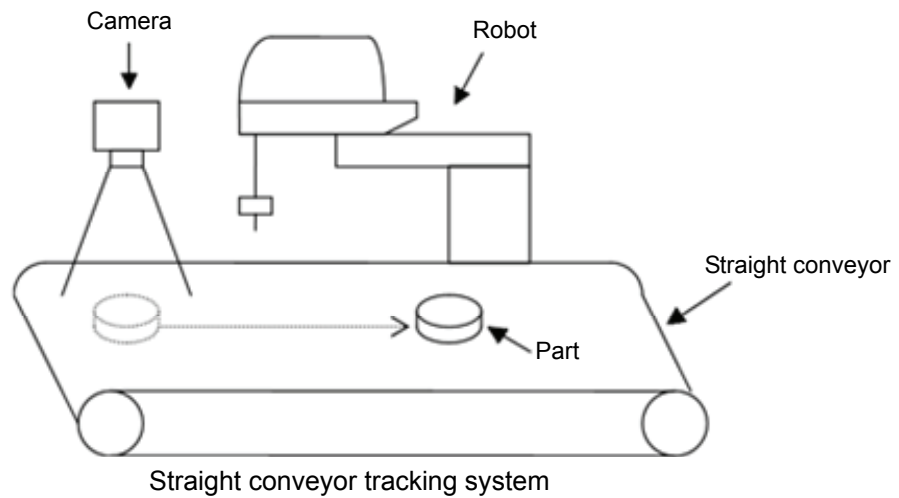 Camera
Robot
Straight conveyor
Part
Straight conveyor tracking system